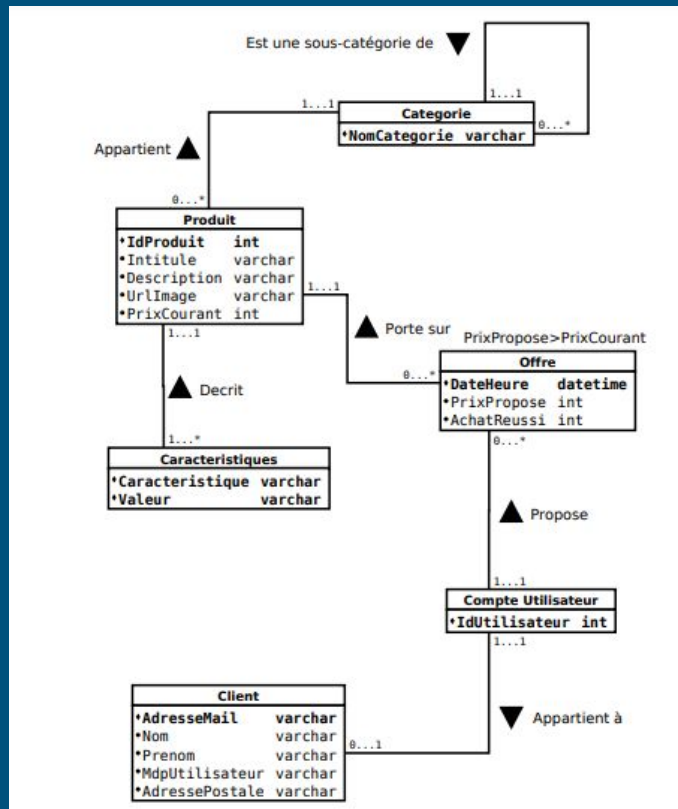 Est une sous-catégorie de
1...1
1...1
Categorie
NomCategorie varchar
0...*
Appartient
0...*
Produit
IdProduit int
Intitule varchar
Description varchar
UrlImage varchar
PrixCourant int
1...1
1...1
Porte sur
PrixPropose>PrixCourant
0...*
Offre
DateHeure datetime
PrixPropose int
AchatReussi int
0...*
Decrit
1...*
Caracteristiques
Caracteristique varchar
Valeur varchar
Propose
1...1
Compte Utilisateur
IdUtilisateur int
1...1
Appartient à
Client
AdresseMail varchar
Nom varchar
Prenom varchar
MdpUtilisateur varchar
AdressePostale varchar
0...1